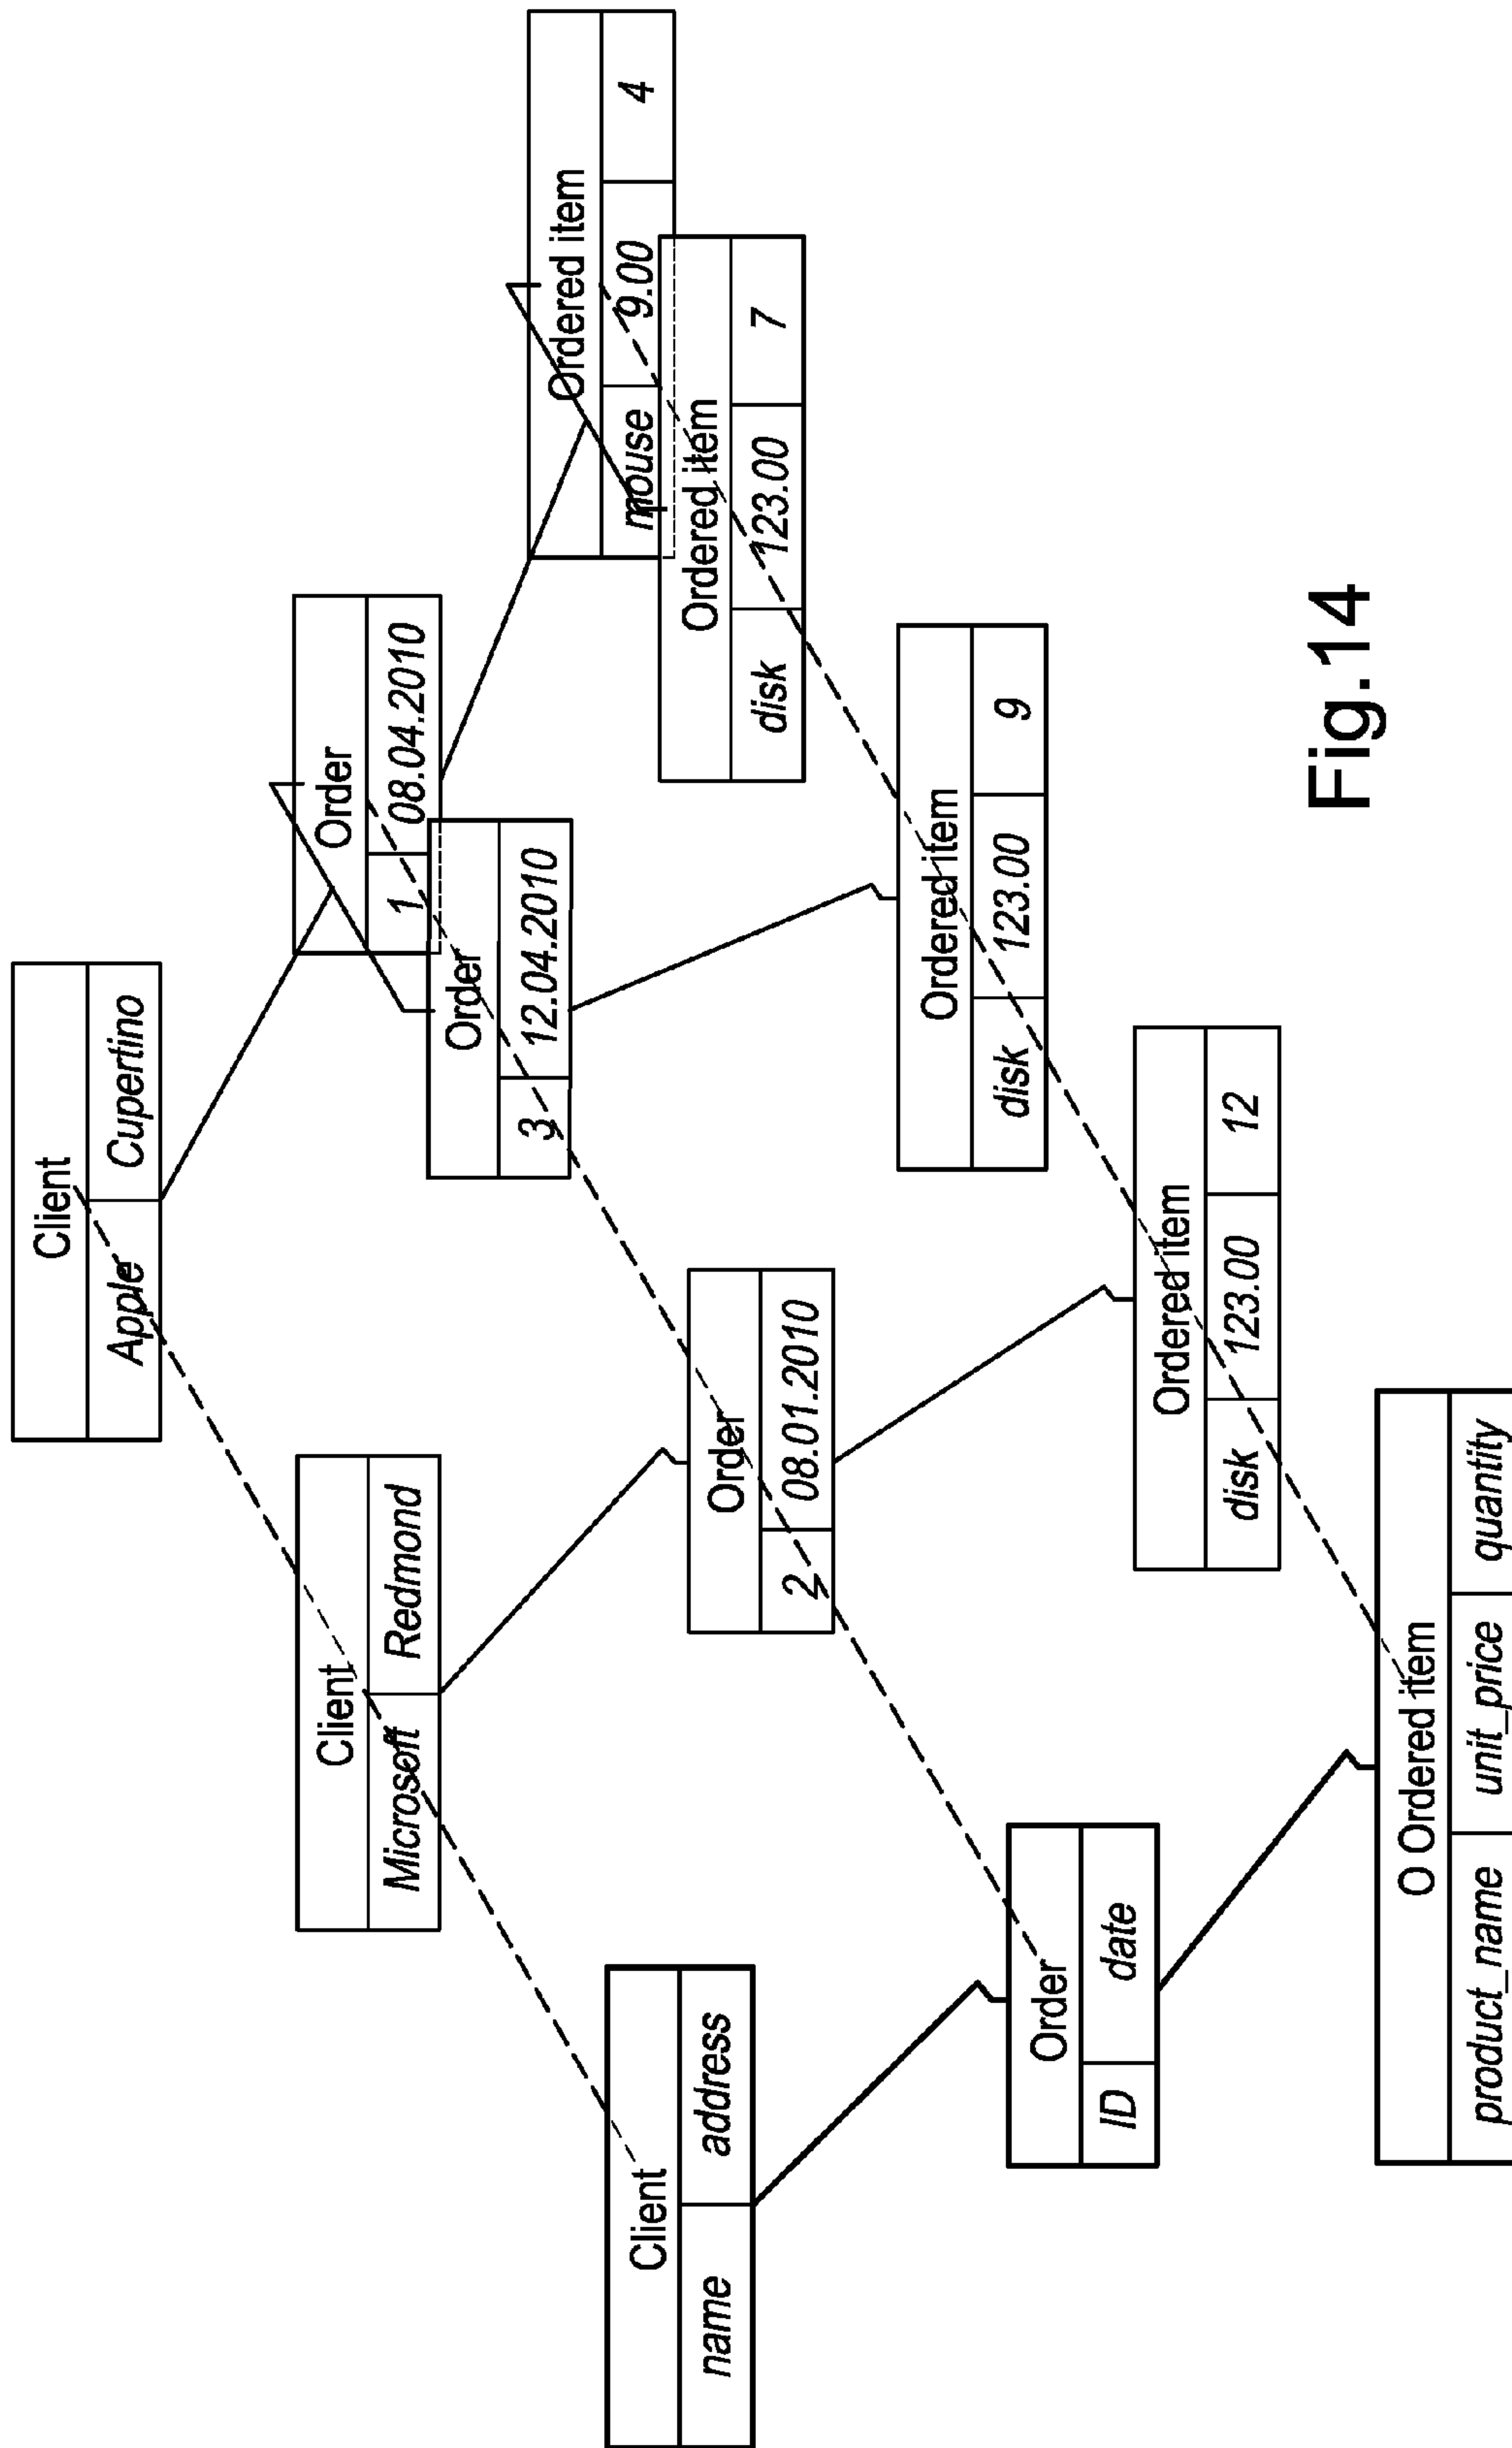 Client
Apple Cupertino
Client
Microsoft Redmond
Client
name address
Order
1 08.04.2010
Order
3 12.04.2010
Order
2 08.01.2010
Order
ID date
Ordered item
mouse 9.00 4
Ordered item
disk 123.00 7
Ordered item
disk 123.00 9
Ordered item
disk 123.00 12
O Ordered item
product_name unit_price quantity
Fig.14